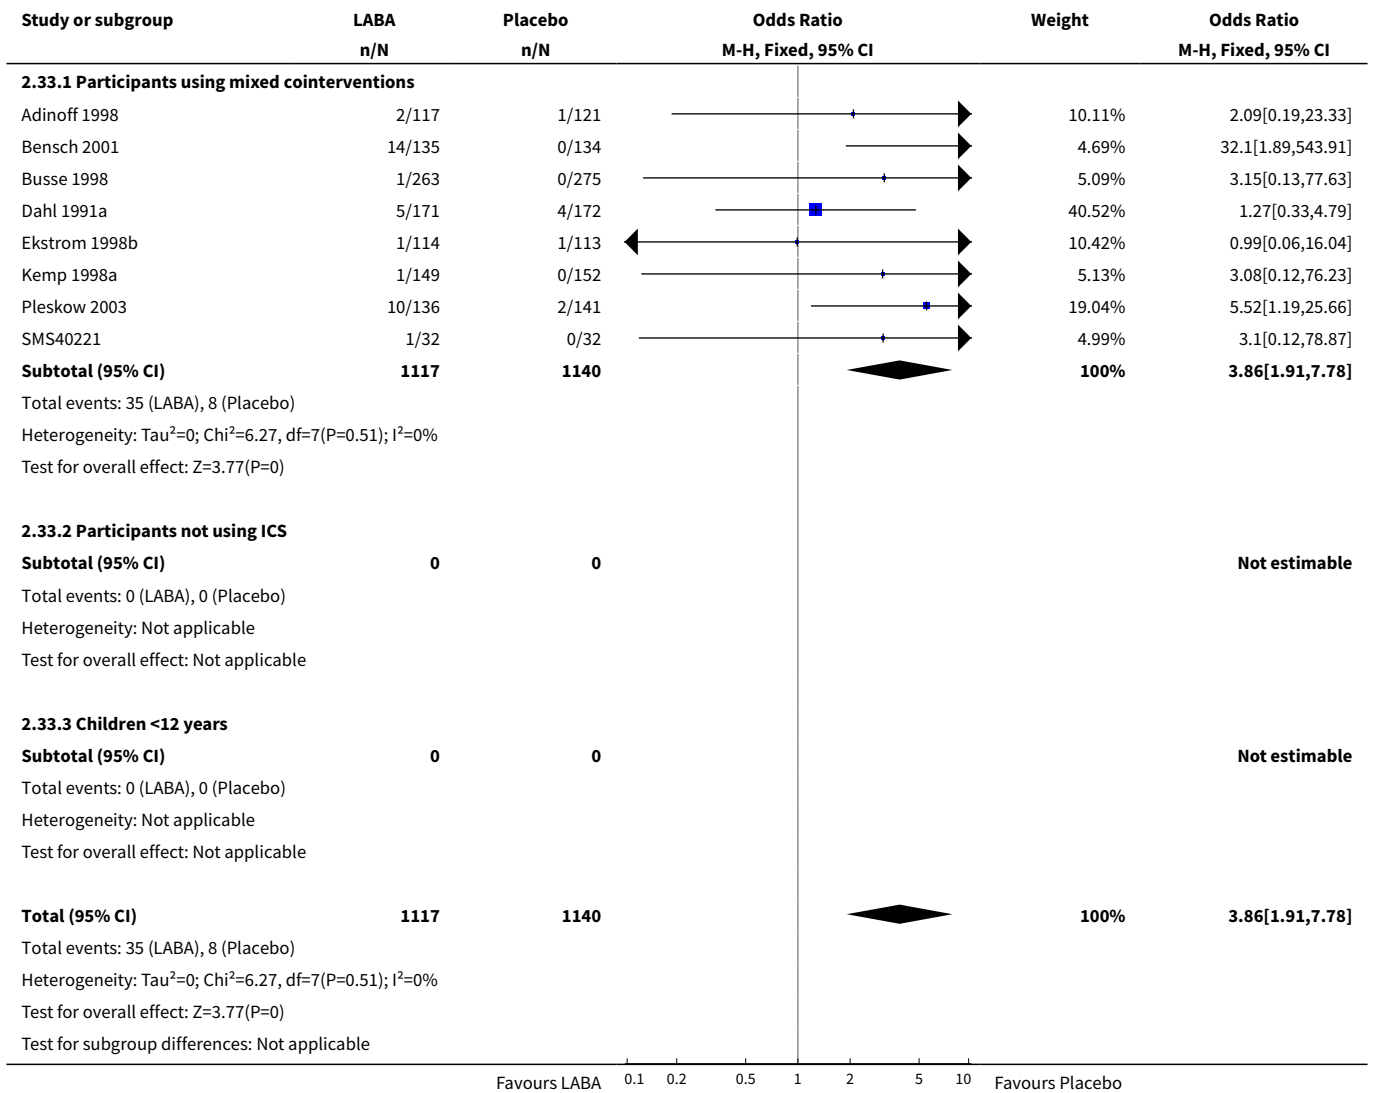 Study or subgroup LABA Placebo Odds Ratio Weight Odds Ratio
n/N n/N M-H, Fixed, 95% CI M-H, Fixed, 95% CI
2.33.1 Participants using mixed cointerventions
Adinoff 1998 2/117 1/121 10.11% 2.09[0.19,23.33]
Bensch 2001 14/135 0/134 4.69% 32.1[1.89,543.91]
Busse 1998 1/263 0/275 5.09% 3.15[0.13,77.63]
Dahl 1991a 5/171 4/172 40.52% 1.27[0.33,4.79]
Ekstrom 1998b 1/114 1/113 10.42% 0.99[0.06,16.04]
Kemp 1998a 1/149 0/152 5.13% 3.08[0.12,76.23]
Pleskow 2003 10/136 2/141 19.04% 5.52[1.19,25.66]
SMS40221 1/32 0/32 4.99% 3.1[0.12,78.87]
Subtotal (95% CI) 1117 1140 100% 3.86[1.91,7.78]
Total events: 35 (LABA), 8 (Placebo)
Heterogeneity: Tau²=0; Chi²=6.27, df=7(P=0.51); I²=0%
Test for overall effect: Z=3.77(P=0)
2.33.2 Participants not using ICS
Subtotal (95% CI) 0 0 Not estimable
Total events: 0 (LABA), 0 (Placebo)
Heterogeneity: Not applicable
Test for overall effect: Not applicable
2.33.3 Children <12 years
Subtotal (95% CI) 0 0 Not estimable
Total events: 0 (LABA), 0 (Placebo)
Heterogeneity: Not applicable
Test for overall effect: Not applicable
Total (95% CI) 1117 1140 100% 3.86[1.91,7.78]
Total events: 35 (LABA), 8 (Placebo)
Heterogeneity: Tau²=0; Chi²=6.27, df=7(P=0.51); I²=0%
Test for overall effect: Z=3.77(P=0)
Test for subgroup differences: Not applicable
Favours LABA 0.1 0.2 0.5 1 2 5 10 Favours Placebo